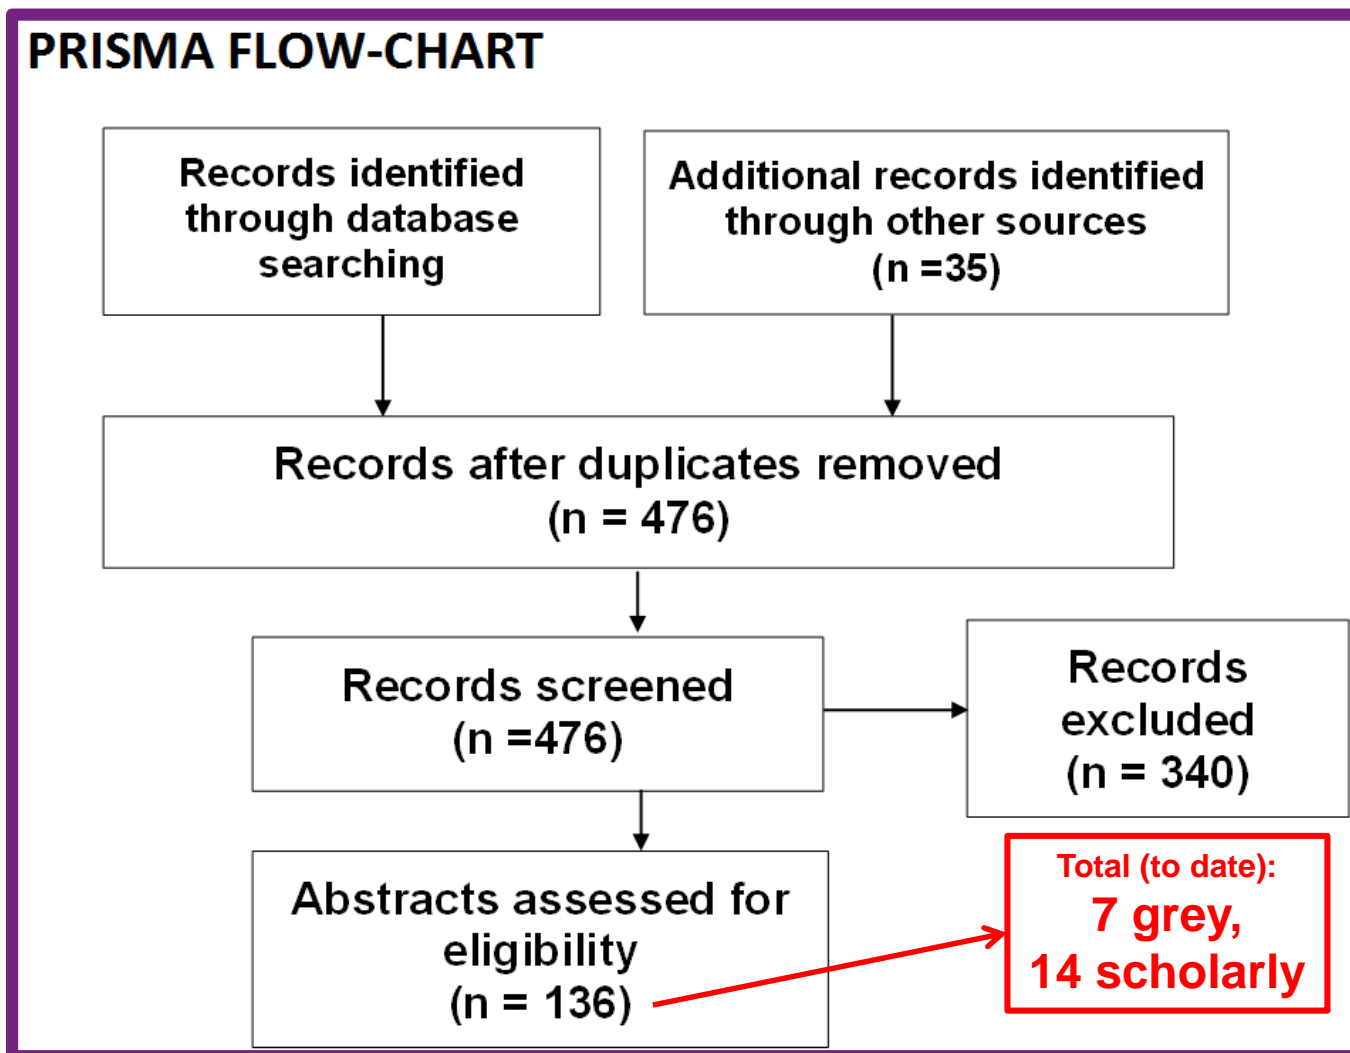 PRISMA FLOW-CHART
Records identified
through database
searching
Additional records identified
through other sources
(n =35)
Records after duplicates removed
(n = 476)
Records screened
(n =476)
Records
excluded
(n = 340)
Abstracts assessed for
eligibility
(n = 136)
Total (to date):
7 grey,
14 scholarly